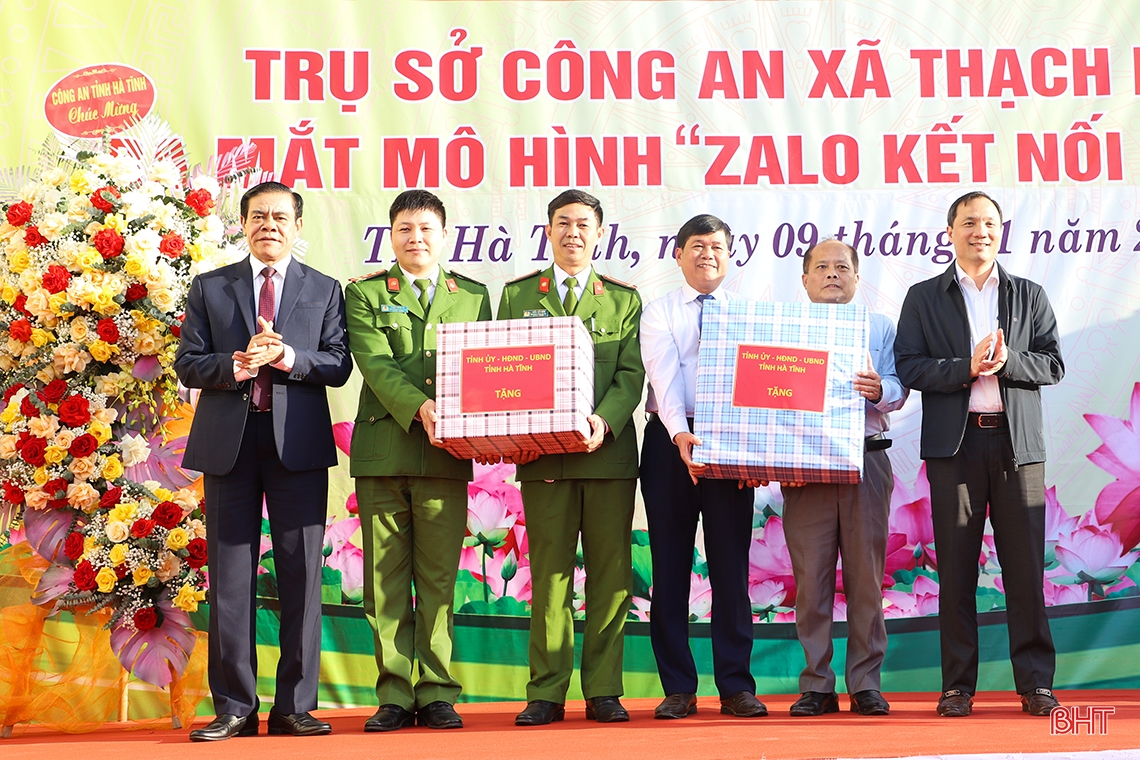 TRỤ SỞ CÔNG AN XÃ THẠCH
CÔNG AN TỈNH HÀ TĨNH
Chúc Mừng
MẮT MÔ HÌNH “ZALO KẾT NỐI
Hà Tĩnh, ngày 09 tháng 1 năm
TỈNH ỦY - HĐND - UBND
TỈNH HÀ TĨNH
TẶNG
TỈNH ỦY - HĐND - UBND
TỈNH HÀ TĨNH
TẶNG
BHT